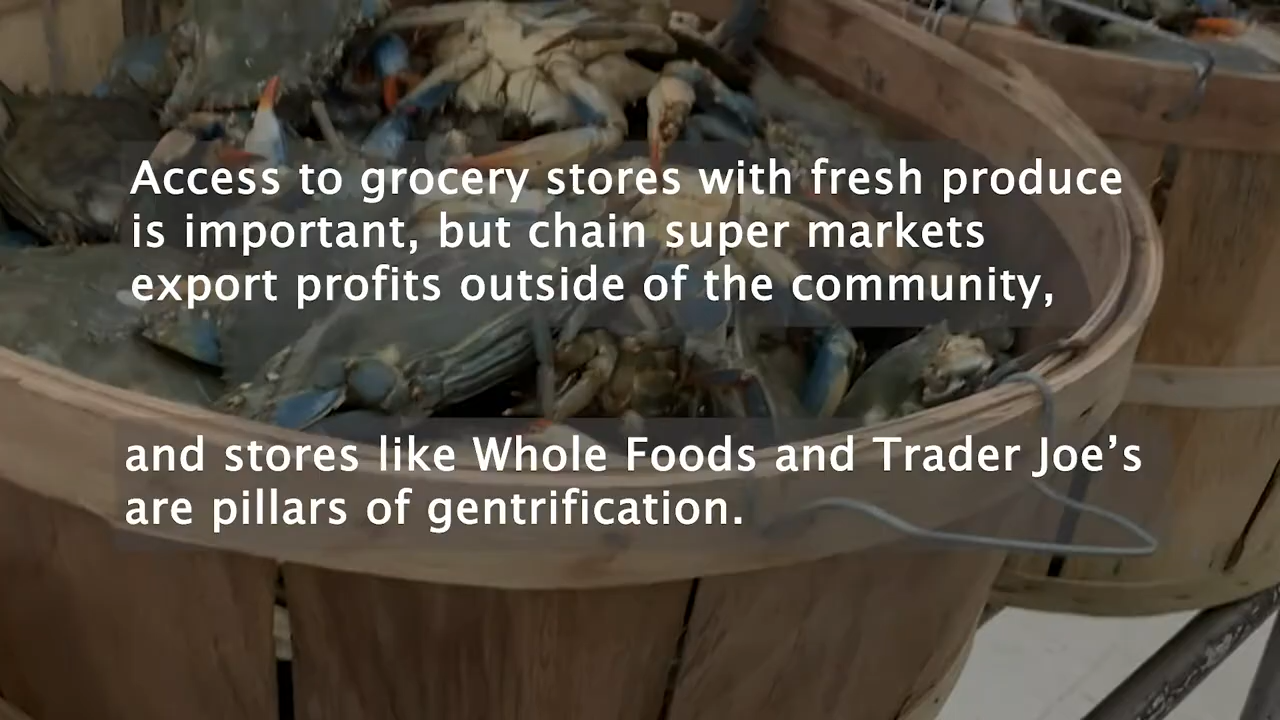 Access to grocery stores with fresh produce
is important, but chain super markets
export profits outside of the community,
and stores like Whole Foods and Trader Joe’s
are pillars of gentrification.